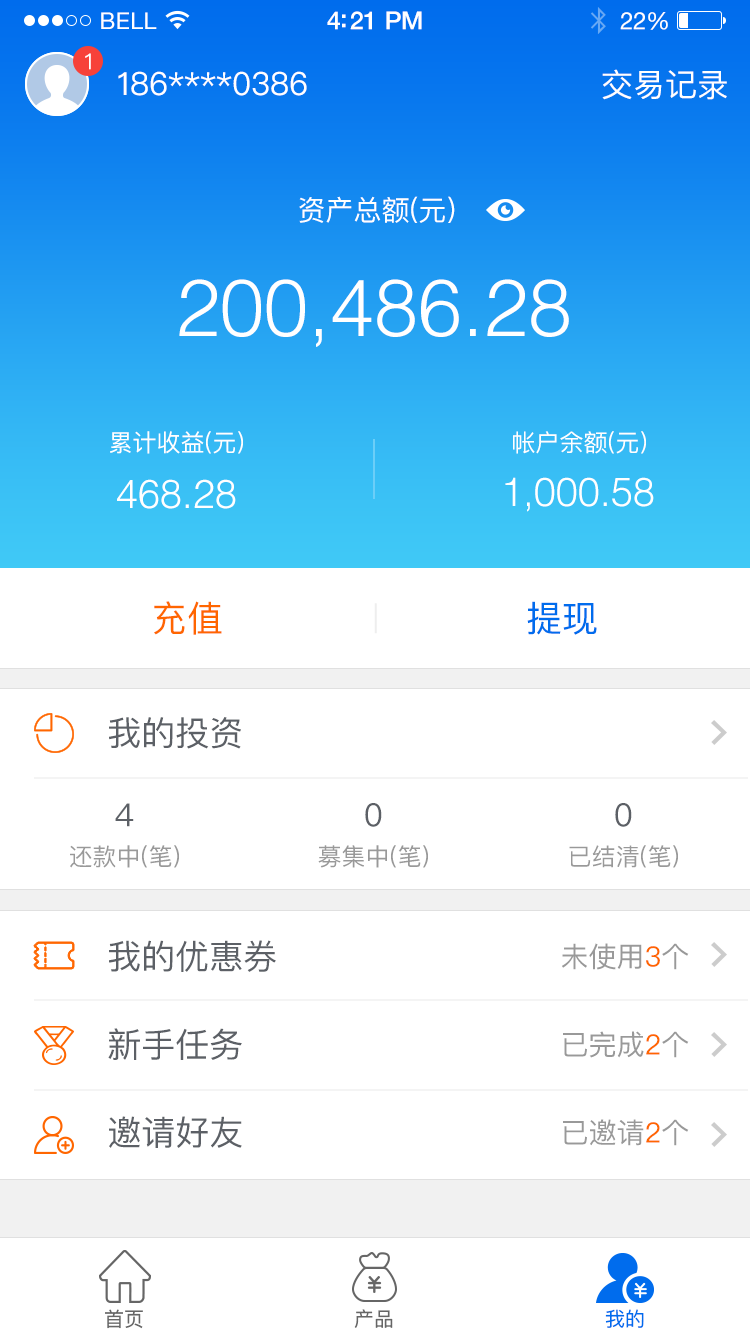 BELL 4:21 PM 22%
1
186****0386 交易记录
资产总额(元)
200,486.28
累计收益(元) 帐户余额(元)
468.28 1,000.58
充值 提现
我的投资
4 0 0
还款中(笔) 募集中(笔) 已结清(笔)
我的优惠券 未使用3个
新手任务 已完成2个
邀请好友 已邀请2个
¥ ¥
首页 产品 我的